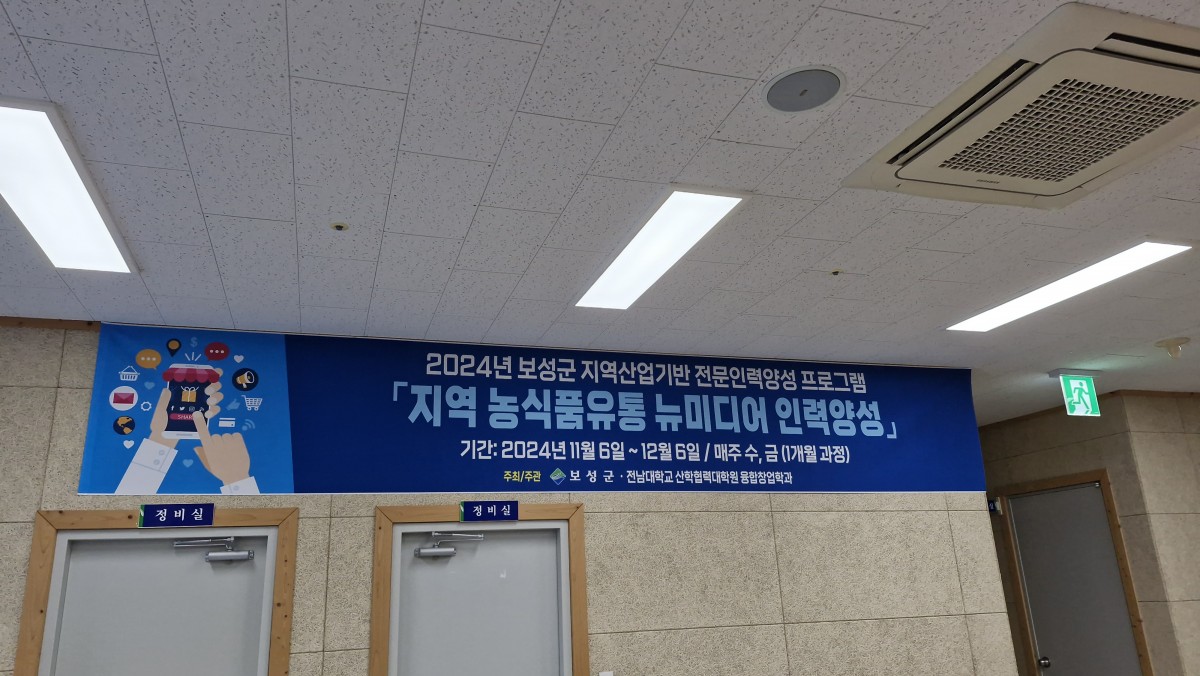 2024년 보성군 지역산업기반 전문인력양성 프로그램
「지역 농식품유통 뉴미디어 인력양성」
기간: 2024년 11월 6일 ~ 12월 6일 / 매주 수, 금 (1개월 과정)
주최/주관 보성군 · 전남대학교 산학협력대학원 융합창업학과
SHARE
정비실
정비실